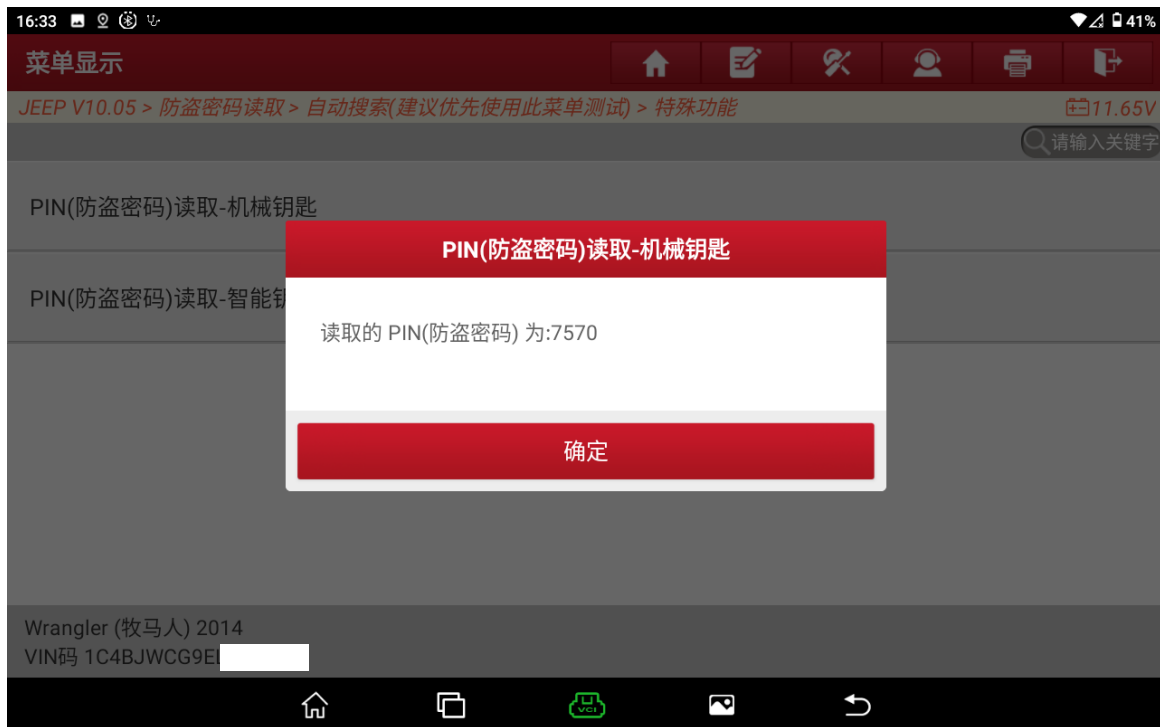 16:33
41%
菜单显示
JEEP V10.05 > 防盗密码读取 > 自动搜索(建议优先使用此菜单测试) > 特殊功能
11.65V
请输入关键字
PIN(防盗密码)读取-机械钥匙
PIN(防盗密码)读取-机械钥匙
PIN(防盗密码)读取-智能
读取的 PIN(防盗密码) 为:7570
确定
Wrangler (牧马人) 2014
VIN码 1C4BJWCG9E
VCI